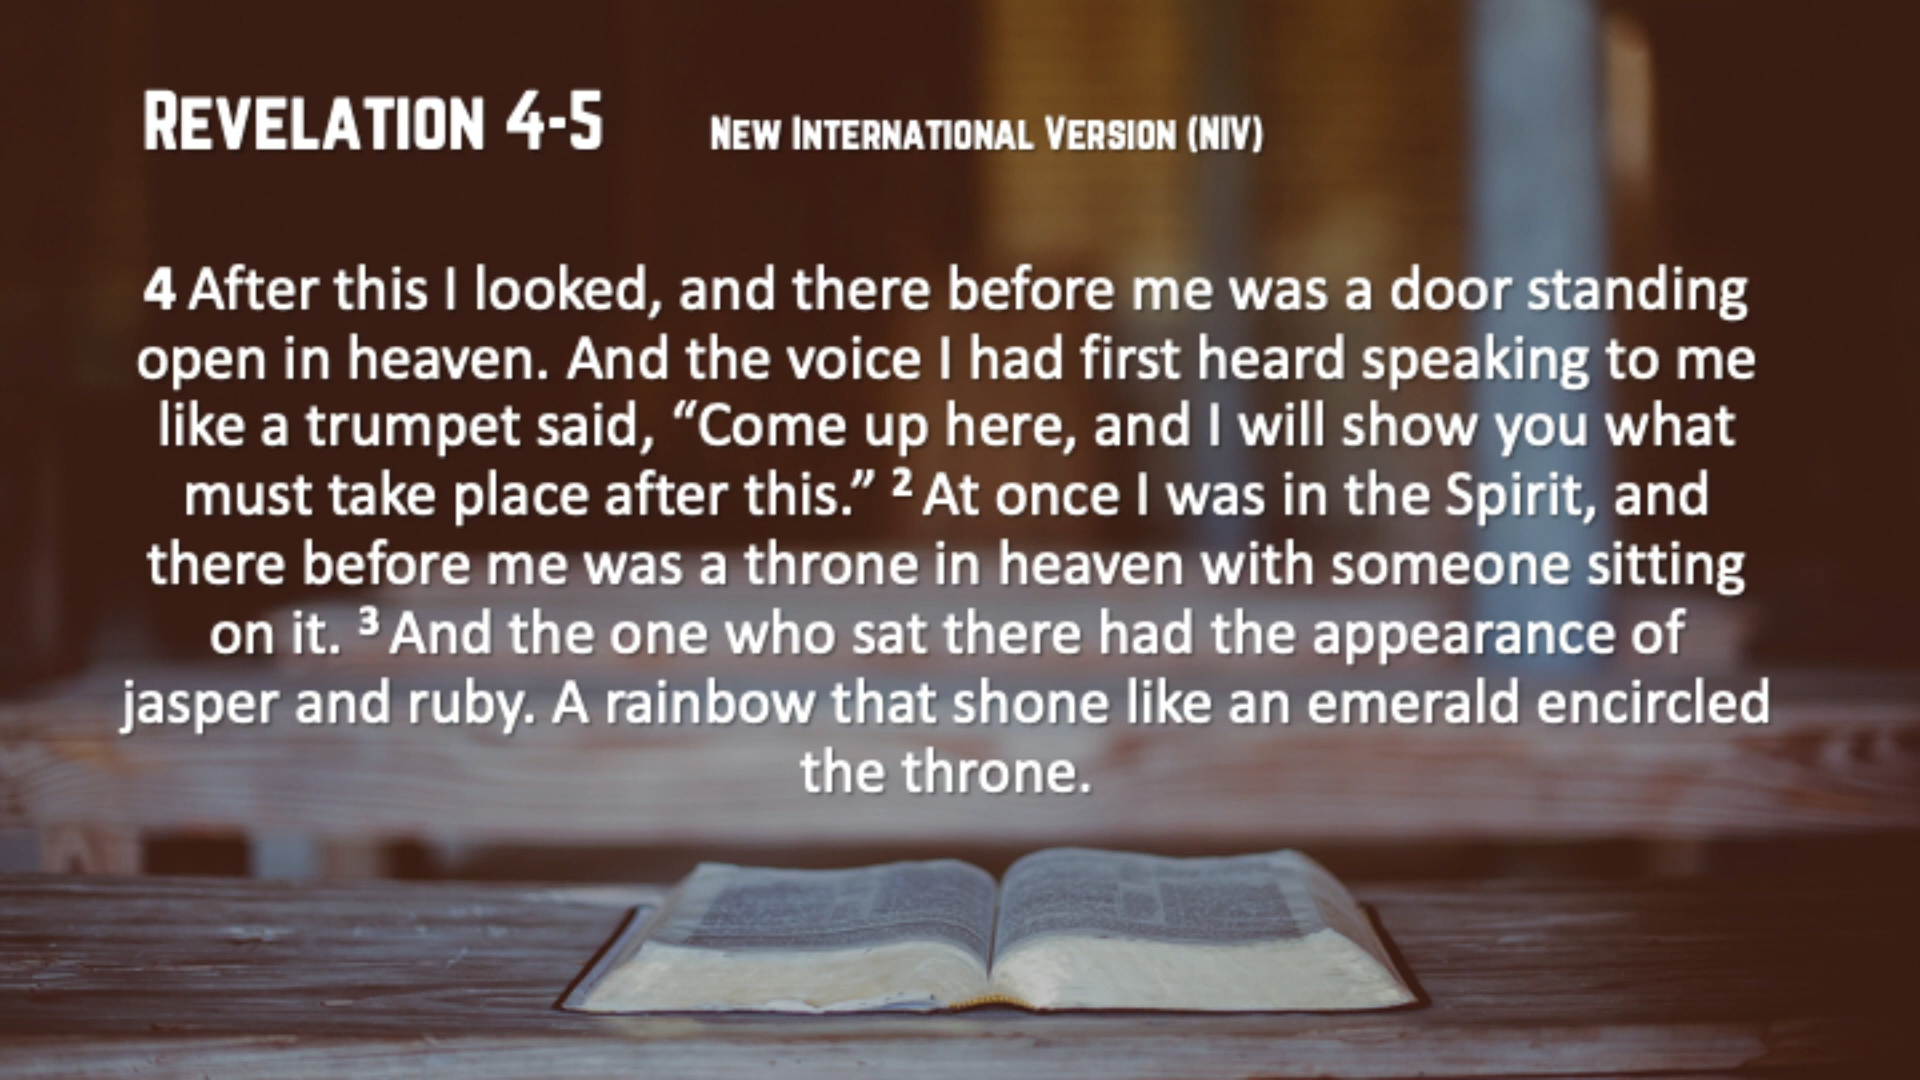 Revelation 4-5 New International Version (NIV)
4 After this I looked, and there before me was a door standing
open in heaven. And the voice I had first heard speaking to me
like a trumpet said, “Come up here, and I will show you what
must take place after this.” ² At once I was in the Spirit, and
there before me was a throne in heaven with someone sitting
on it. ³ And the one who sat there had the appearance of
jasper and ruby. A rainbow that shone like an emerald encircled
the throne.